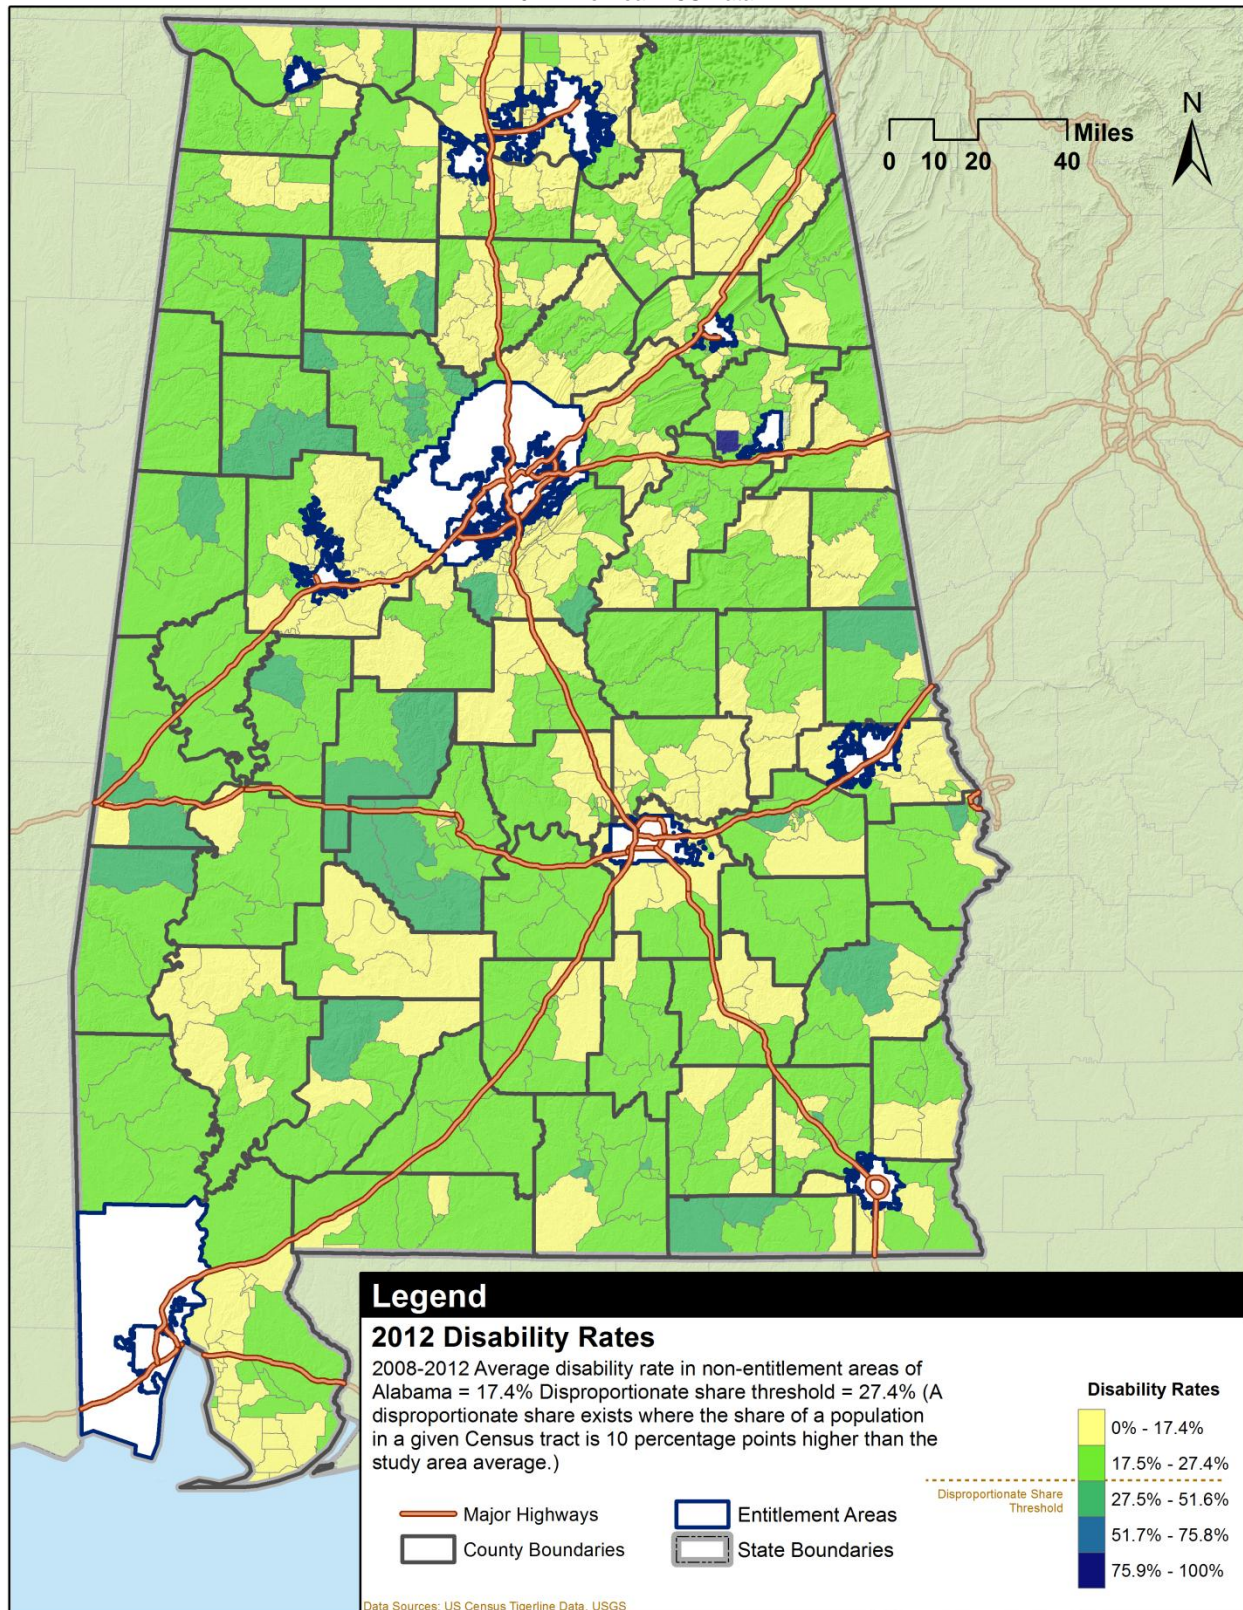 N
Miles
0 10 20 40
Legend
2012 Disability Rates
2008-2012 Average disability rate in non-entitlement areas of
Alabama = 17.4% Disproportionate share threshold = 27.4% (A
disproportionate share exists where the share of a population
in a given Census tract is 10 percentage points higher than the
study area average.)
Major Highways
Entitlement Areas
County Boundaries
State Boundaries
Disability Rates
0% - 17.4%
17.5% - 27.4%
Disproportionate Share
Threshold
27.5% - 51.6%
51.7% - 75.8%
75.9% - 100%
Data Sources: US Census Tigerline Data, USGS